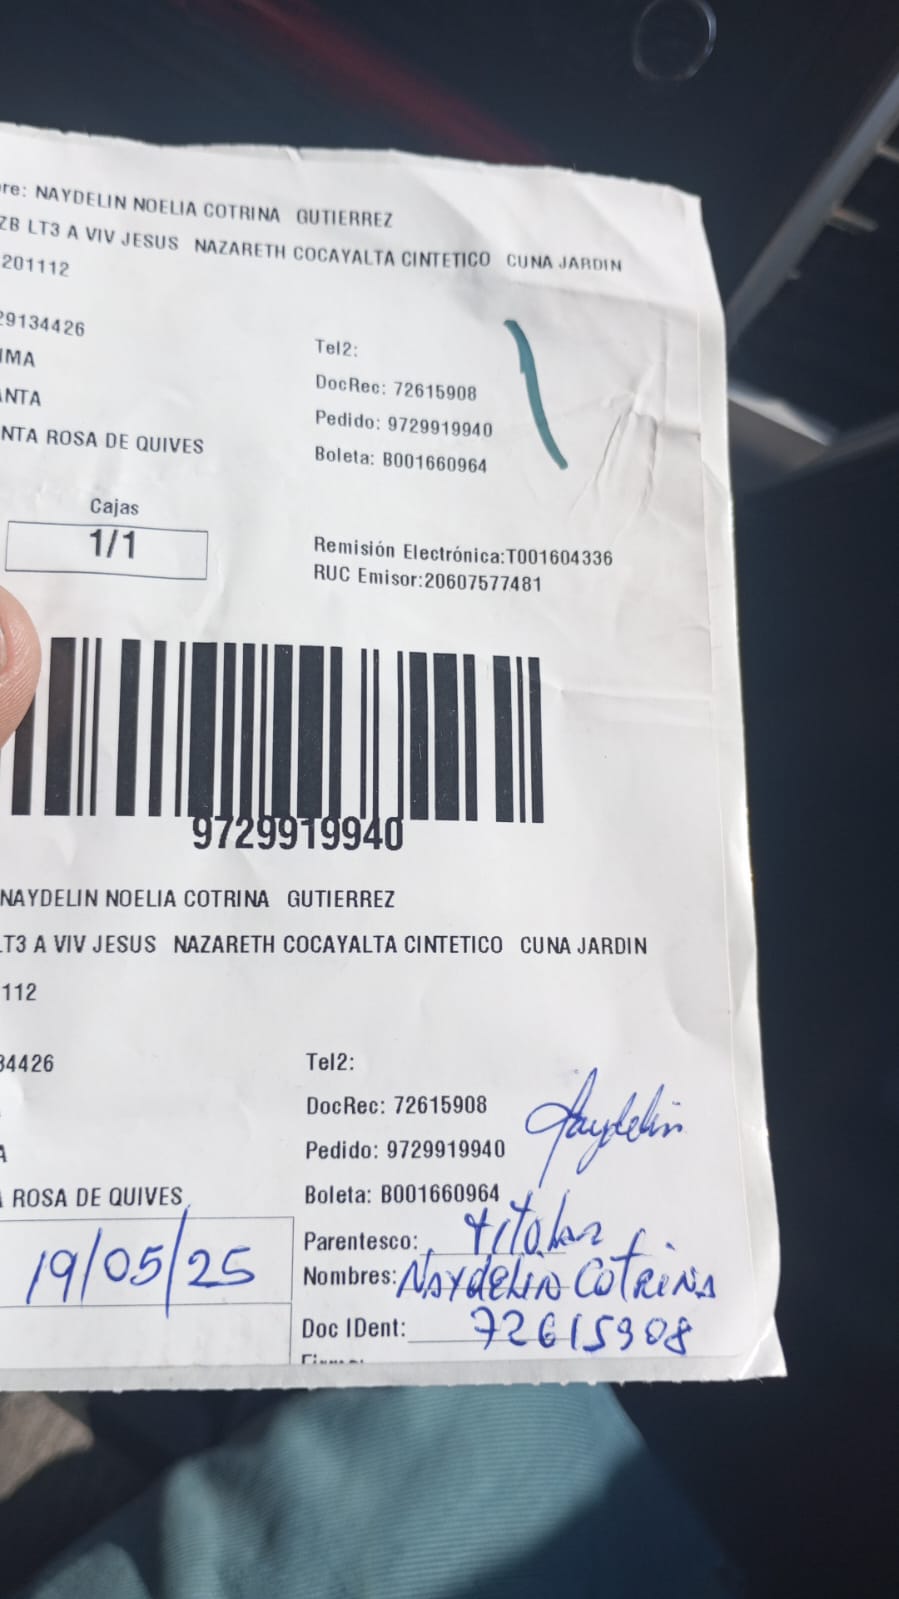 re: NAYDELIN NOELIA COTRINA GUTIERREZ
ZB LT3 A VIV JESUS NAZARETH COCAYALTA CINTETICO CUNA JARDIN
201112
29134426
IMA
ANTA
NTA ROSA DE QUIVES
Tel2:
DocRec: 72615908
Pedido: 9729919940
Boleta: B001660964
Cajas
1/1
Remisión Electrónica:T001604336
RUC Emisor:20607577481
9729919940
NAYDELIN NOELIA COTRINA GUTIERREZ
LT3 A VIV JESUS NAZARETH COCAYALTA CINTETICO CUNA JARDIN
112
34426
A
ROSA DE QUIVES
Tel2:
DocRec: 72615908
Pedido: 9729919940
Boleta: B001660964
Naydelin
19/05/25
Parentesco: titolar
Nombres: NAYDELIN COTRINA
Doc IDent: 72615908